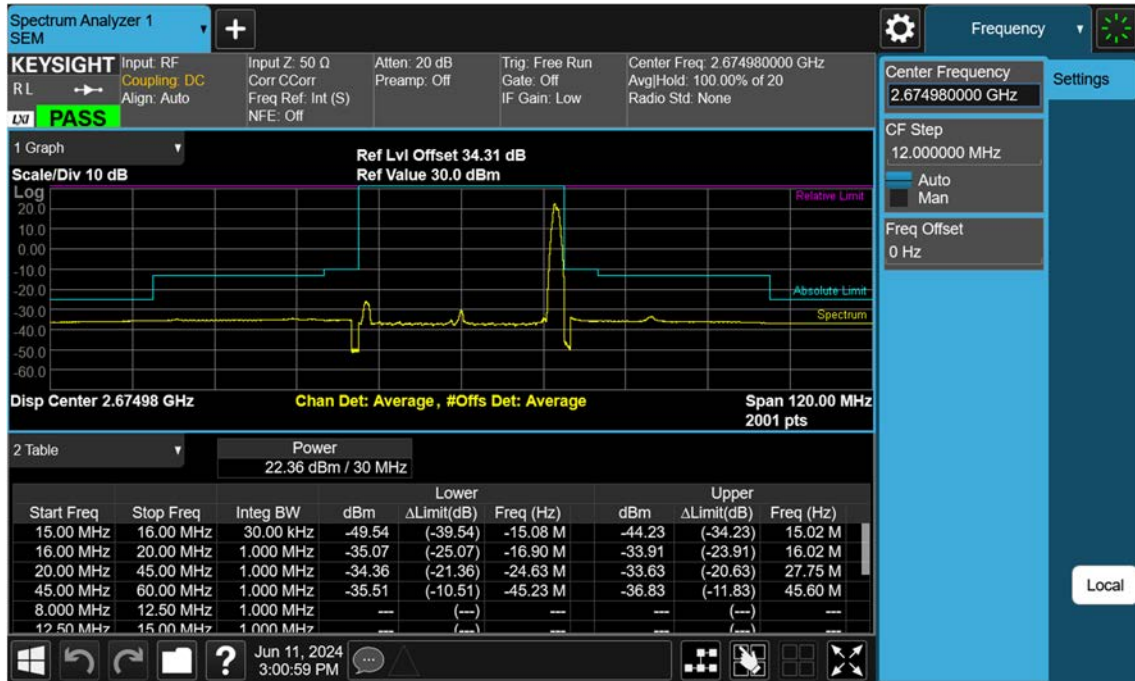 Spectrum Analyzer 1
SEM
Frequency
KEYSIGHT
RL
LXI
PASS
Input: RF
Coupling: DC
Align: Auto
Input Z: 50 Ω
Corr CCorr
Freq Ref: Int (S)
NFE: Off
Atten: 20 dB
Preamp: Off
Trig: Free Run
Gate: Off
IF Gain: Low
Center Freq: 2.674980000 GHz
Avg|Hold: 100.00% of 20
Radio Std: None
Center Frequency
2.674980000 GHz
Settings
CF Step
12.000000 MHz
Auto
Man
Freq Offset
0 Hz
Local
1 Graph
Ref Lvl Offset 34.31 dB
Scale/Div 10 dB Ref Value 30.0 dBm
Log
20.0
10.0
0.00
-10.0
-20.0
-30.0
-40.0
-50.0
-60.0
Relative Limit
Absolute Limit
Spectrum
Disp Center 2.67498 GHz Chan Det: Average, #Offs Det: Average Span 120.00 MHz
2001 pts
2 Table
Power
22.36 dBm / 30 MHz
Lower Upper
Start Freq Stop Freq Integ BW dBm ΔLimit(dB) Freq (Hz) dBm ΔLimit(dB) Freq (Hz)
15.00 MHz 16.00 MHz 30.00 kHz -49.54 (-39.54) -15.08 M -44.23 (-34.23) 15.02 M
16.00 MHz 20.00 MHz 1.000 MHz -35.07 (-25.07) -16.90 M -33.91 (-23.91) 16.02 M
20.00 MHz 45.00 MHz 1.000 MHz -34.36 (-21.36) -24.63 M -33.63 (-20.63) 27.75 M
45.00 MHz 60.00 MHz 1.000 MHz -35.51 (-10.51) -45.23 M -36.83 (-11.83) 45.60 M
8.000 MHz 12.50 MHz 1.000 MHz --- (---) --- --- (---) ---
12.50 MHz 15.00 MHz 1.000 MHz --- (---) --- --- (---) ---
?
Jun 11, 2024
3:00:59 PM